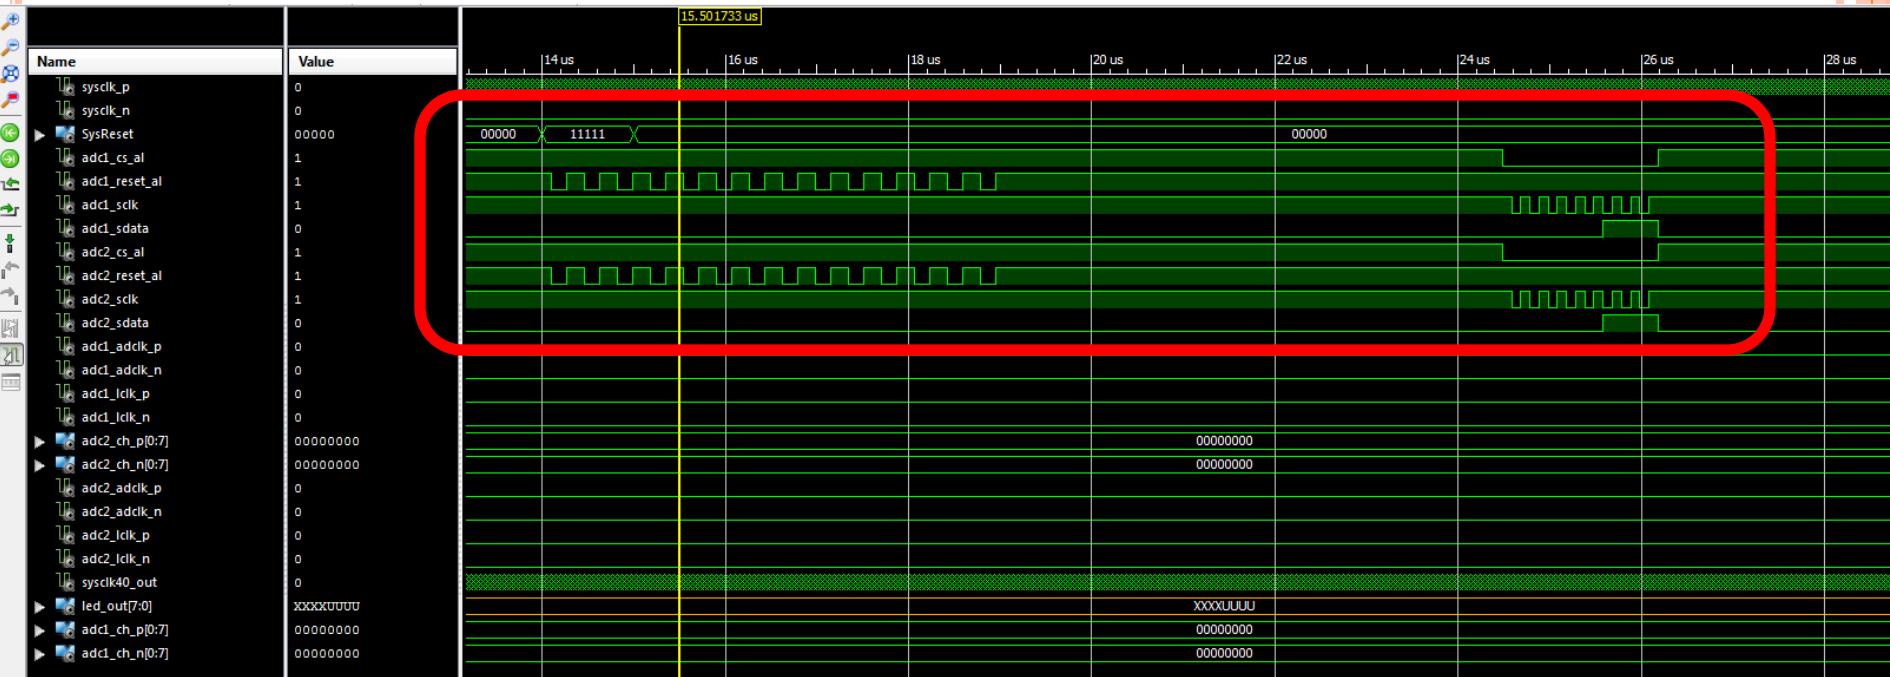 15.501733 us
Name Value 14 us 16 us 18 us 20 us 22 us 24 us 26 us 28 us
sysclk_p 0
sysclk_n 0
SysReset 00000 00000 11111 00000
adc1_cs_al 1
adc1_reset_al 1
adc1_sclk 1
adc1_sdata 0
adc2_cs_al 1
adc2_reset_al 1
adc2_sclk 1
adc2_sdata 0
adc1_adclk_p 0
adc1_adclk_n 0
adc1_lclk_p 0
adc1_lclk_n 0
adc2_ch_p[0:7] 00000000 00000000
adc2_ch_n[0:7] 00000000 00000000
adc2_adclk_p 0
adc2_adclk_n 0
adc2_lclk_p 0
adc2_lclk_n 0
sysclk40_out 0
led_out[7:0] XXXXUUUU XXXXUUUU
adc1_ch_p[0:7] 00000000 00000000
adc1_ch_n[0:7] 00000000 00000000